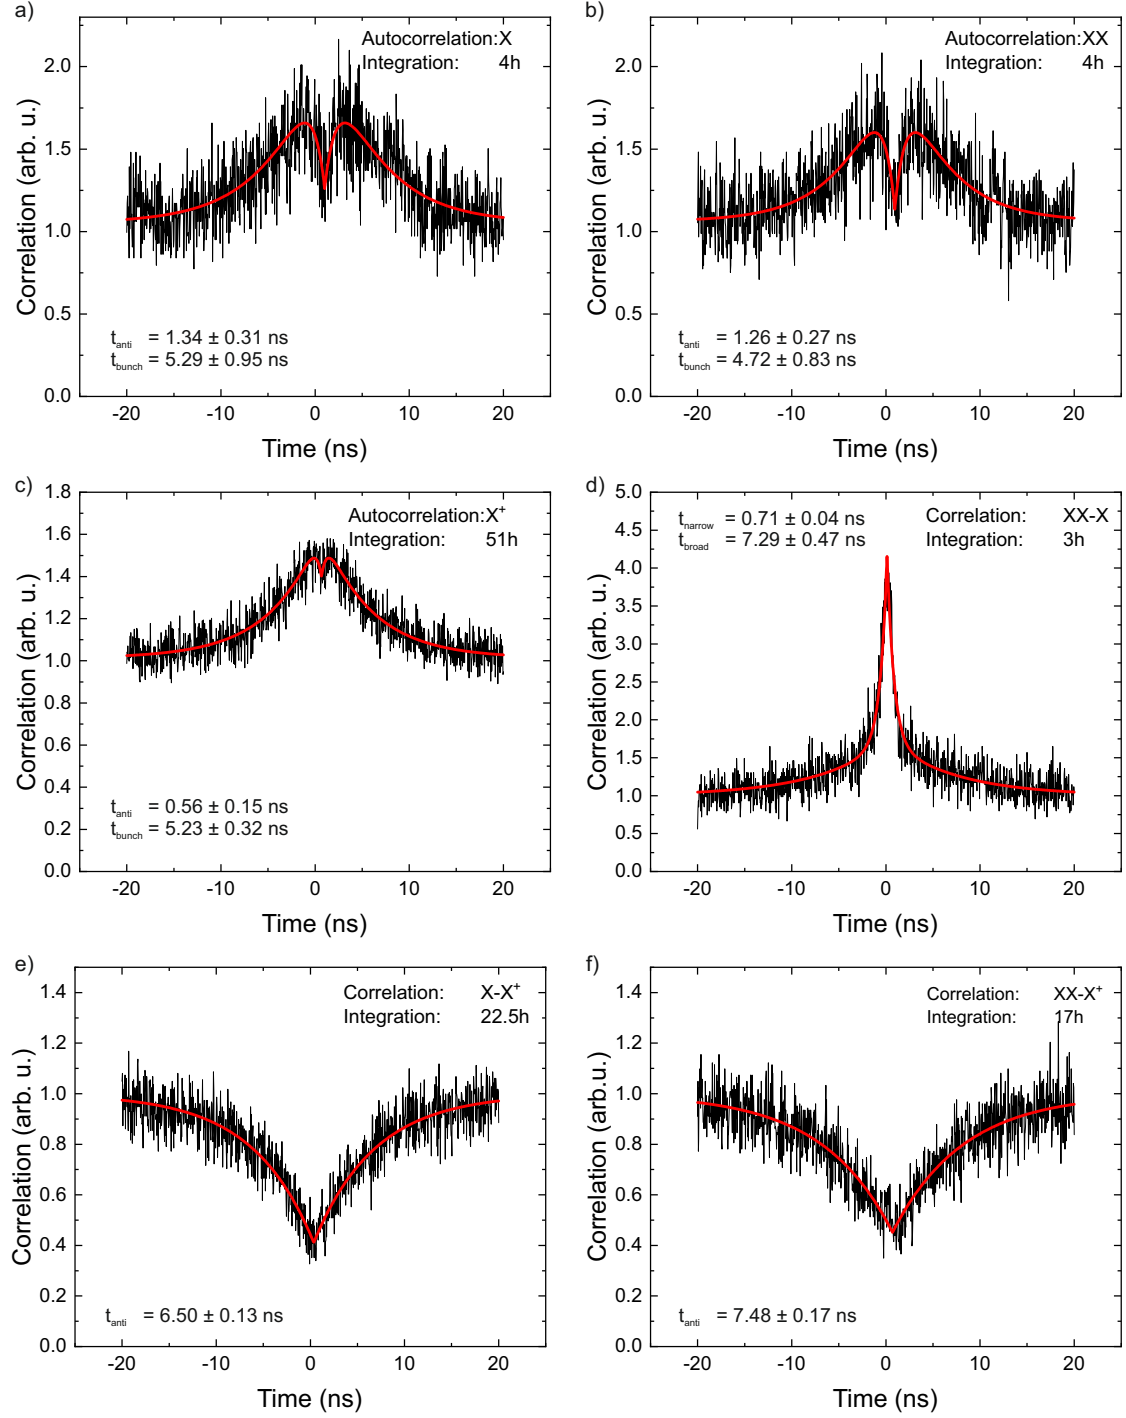 a)
Autocorrelation:X
Integration: 4h
Correlation (arb. u.)
2.0
1.5
1.0
0.5
0.0
t_anti = 1.34 ± 0.31 ns
t_bunch = 5.29 ± 0.95 ns
-20 -10 0 10 20
Time (ns)
b)
Autocorrelation:XX
Integration: 4h
Correlation (arb. u.)
2.0
1.5
1.0
0.5
0.0
t_anti = 1.26 ± 0.27 ns
t_bunch = 4.72 ± 0.83 ns
-20 -10 0 10 20
Time (ns)
c)
Autocorrelation:X⁺
Integration: 51h
Correlation (arb. u.)
1.8
1.6
1.4
1.2
1.0
0.8
0.6
0.4
0.2
0.0
t_anti = 0.56 ± 0.15 ns
t_bunch = 5.23 ± 0.32 ns
-20 -10 0 10 20
Time (ns)
d)
t_narrow = 0.71 ± 0.04 ns
t_broad = 7.29 ± 0.47 ns
Correlation: XX-X
Integration: 3h
Correlation (arb. u.)
5.0
4.5
4.0
3.5
3.0
2.5
2.0
1.5
1.0
0.5
0.0
-20 -10 0 10 20
Time (ns)
e)
Correlation: X-X⁺
Integration: 22.5h
Correlation (arb. u.)
1.4
1.2
1.0
0.8
0.6
0.4
0.2
0.0
t_anti = 6.50 ± 0.13 ns
-20 -10 0 10 20
Time (ns)
f)
Correlation: XX-X⁺
Integration: 17h
Correlation (arb.u.)
1.4
1.2
1.0
0.8
0.6
0.4
0.2
0.0
t_anti = 7.48 ± 0.17 ns
-20 -10 0 10 20
Time (ns)